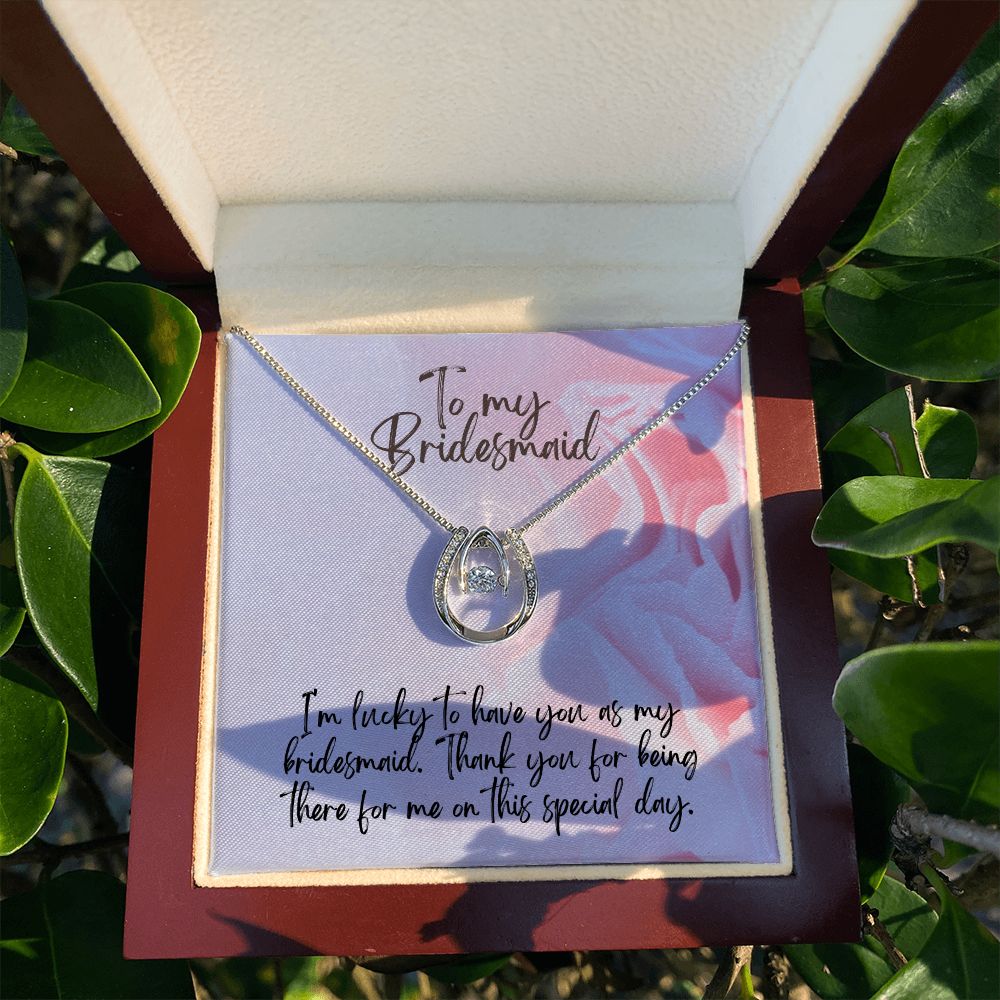 To my
Bridesmaid
I'm lucky to have you as my
bridesmaid. Thank you for being
there for me on this special day.